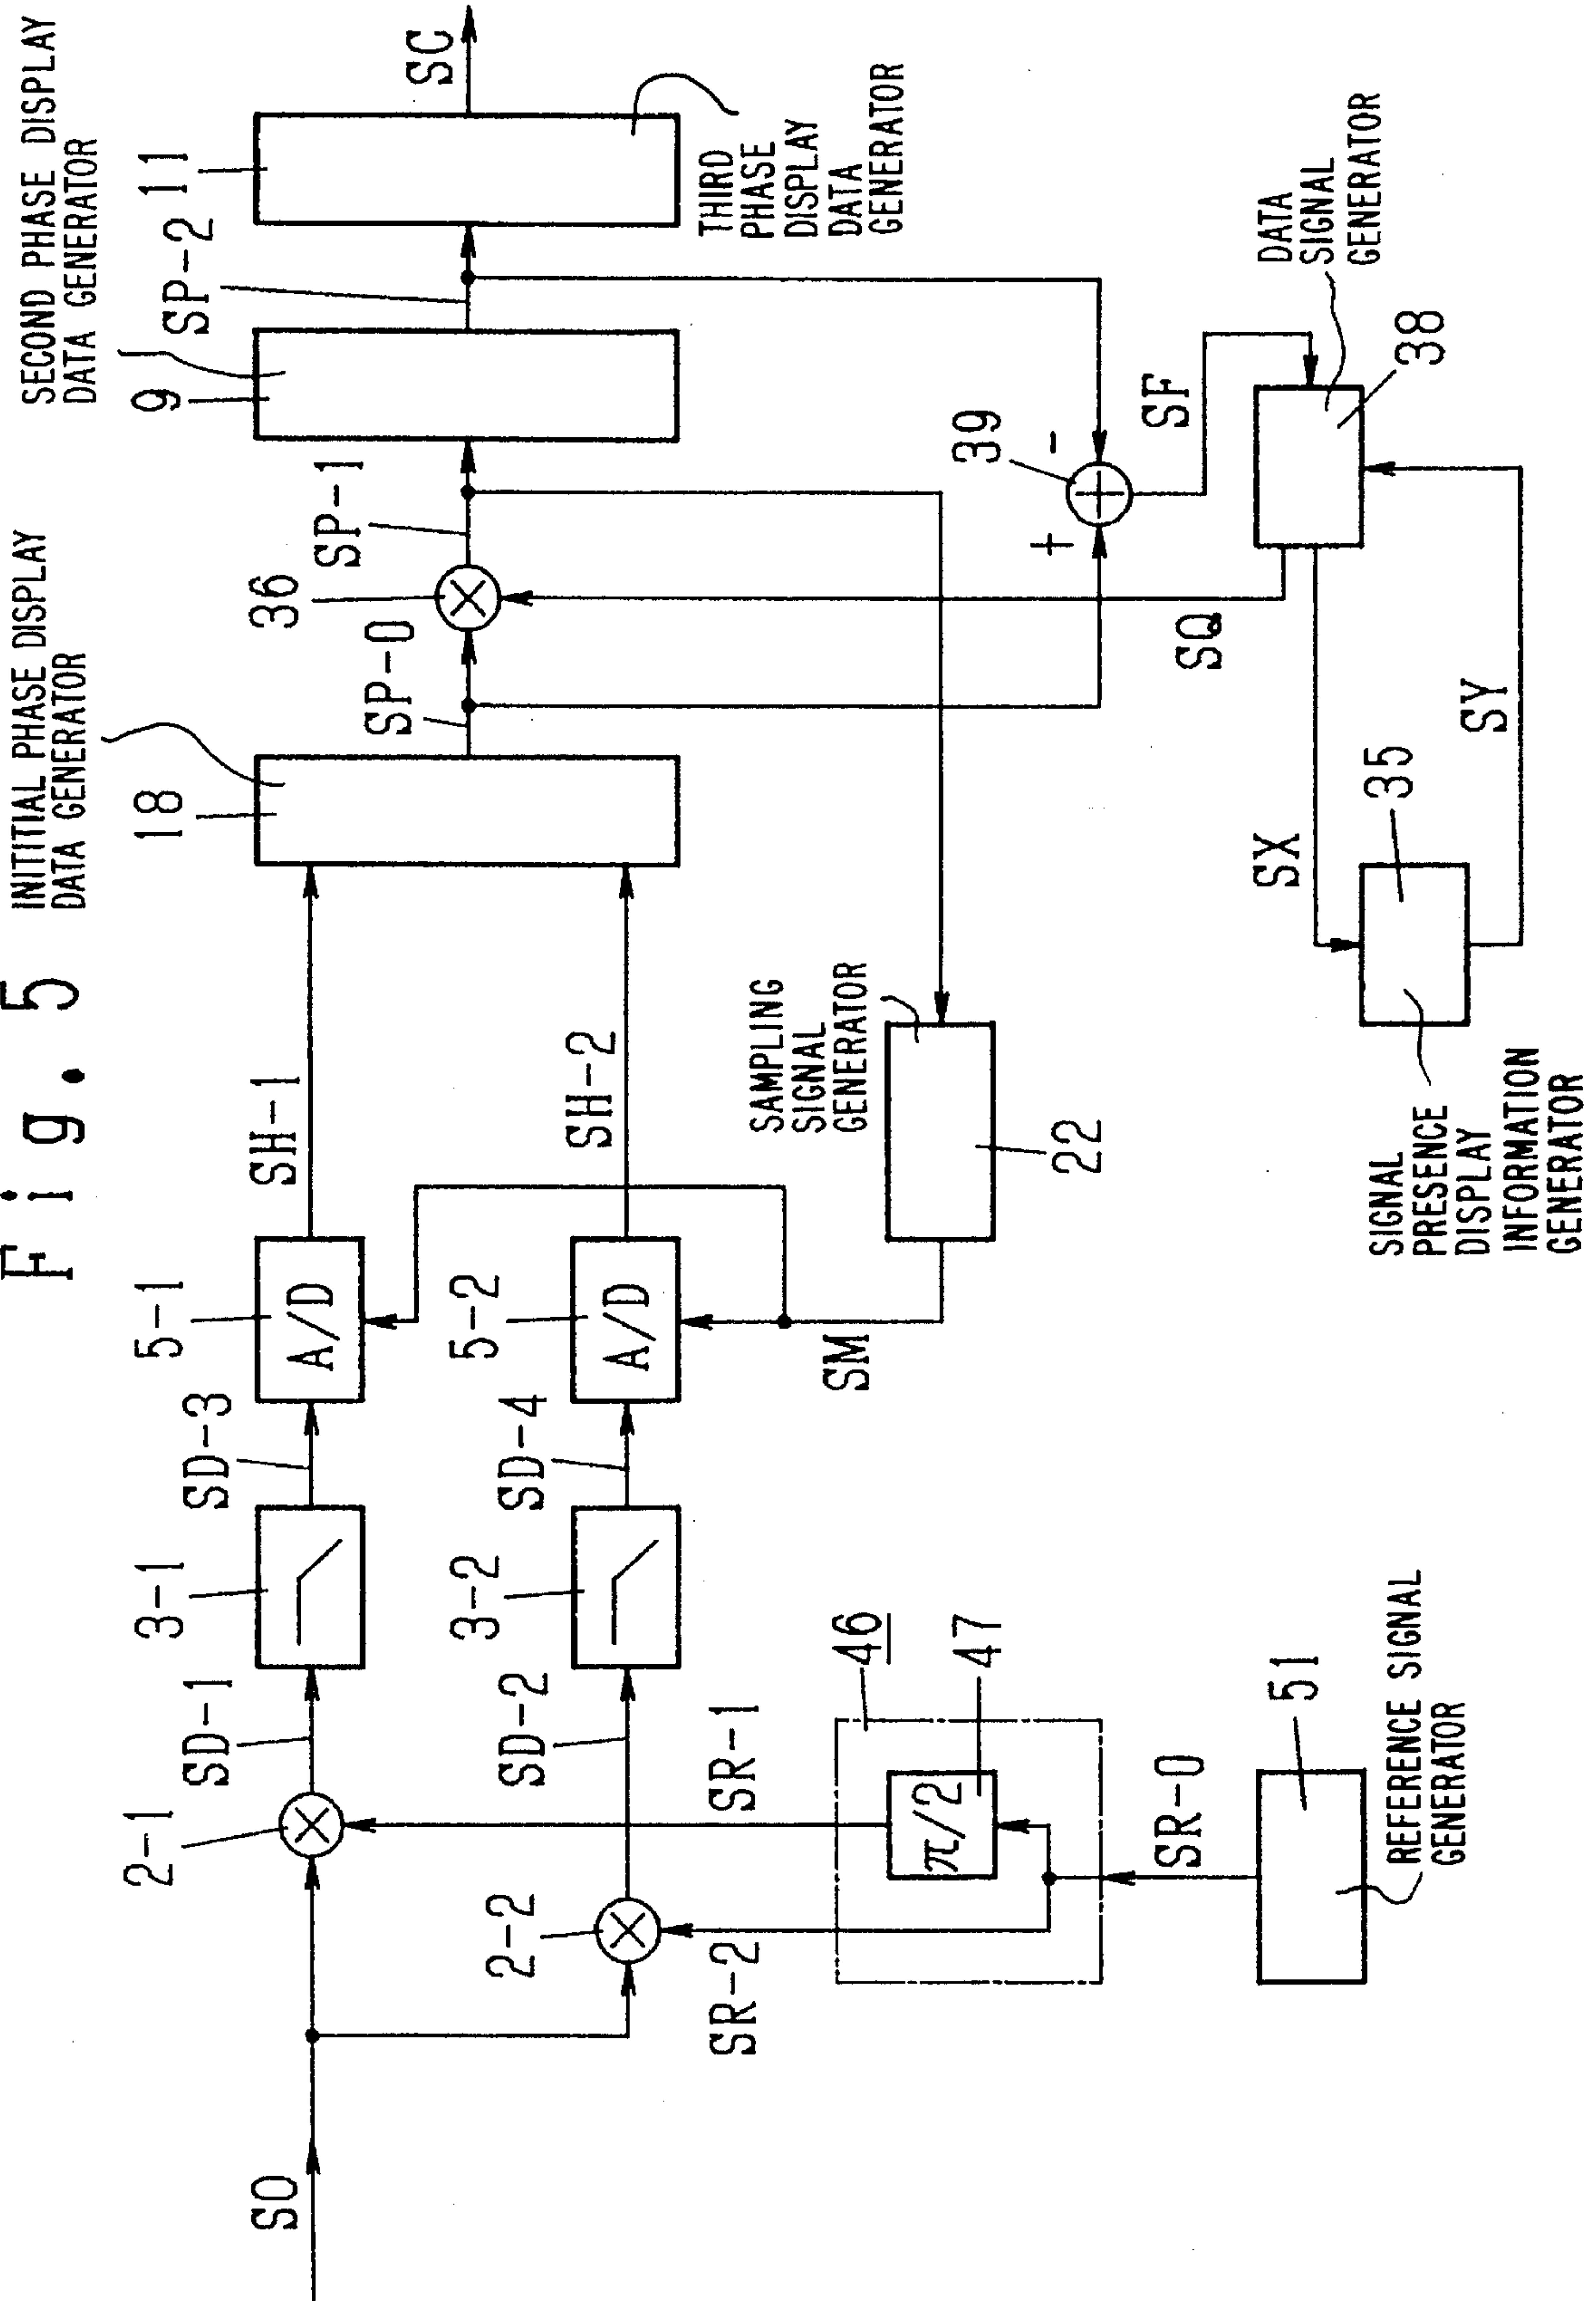 Fig. 5
INITITIAL PHASE DISPLAY
DATA GENERATOR
SECOND PHASE DISPLAY
DATA GENERATOR
SO
2-1
SD-1
3-1
SD-3
5-1
A/D
SH-1
18
SP-0
36
SP-1
9
SP-2
11
SC
2-2
SD-2
3-2
SD-4
5-2
A/D
SH-2
THIRD
PHASE
DISPLAY
DATA
GENERATOR
SR-2
SR-1
46
π/2
47
SM
SAMPLING
SIGNAL
GENERATOR
22
39
+
-
SF
SQ
SR-0
51
REFERENCE SIGNAL
GENERATOR
DATA
SIGNAL
GENERATOR
38
SX
35
SY
SIGNAL
PRESENCE
DISPLAY
INFORMATION
GENERATOR